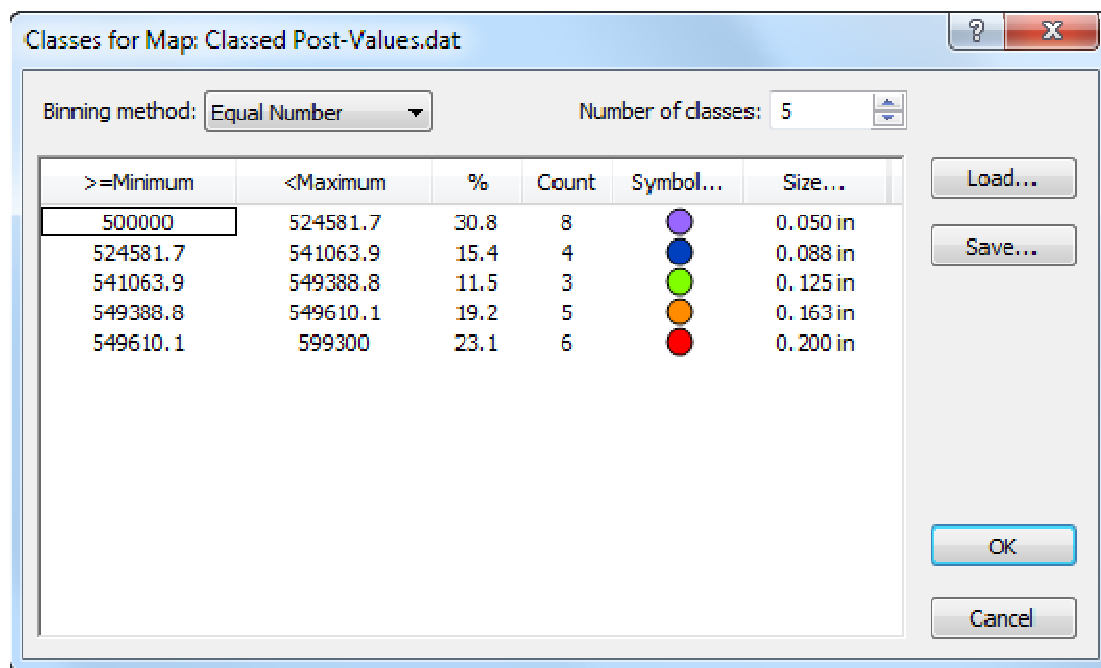 Classes for Map: Classed Post-Values.dat
?
Binning method: Equal Number Number of classes: 5
>=Minimum <Maximum % Count Symbol... Size... Load...
500000 524581.7 30.8 8 0.050 in
524581.7 541063.9 15.4 4 0.088 in Save...
541063.9 549388.8 11.5 3 0.125 in
549388.8 549610.1 19.2 5 0.163 in
549610.1 599300 23.1 6 0.200 in
OK
Cancel